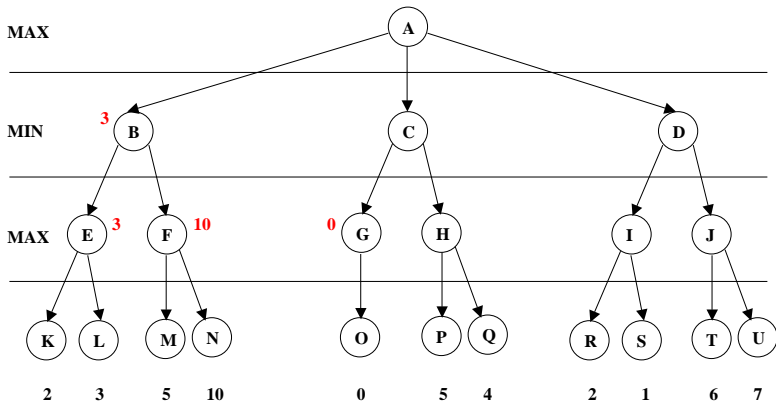 MAX A
MIN 3 B C D
MAX E 3 F 10 0 G H I J
K L M N O P Q R S T U
2 3 5 10 0 5 4 2 1 6 7